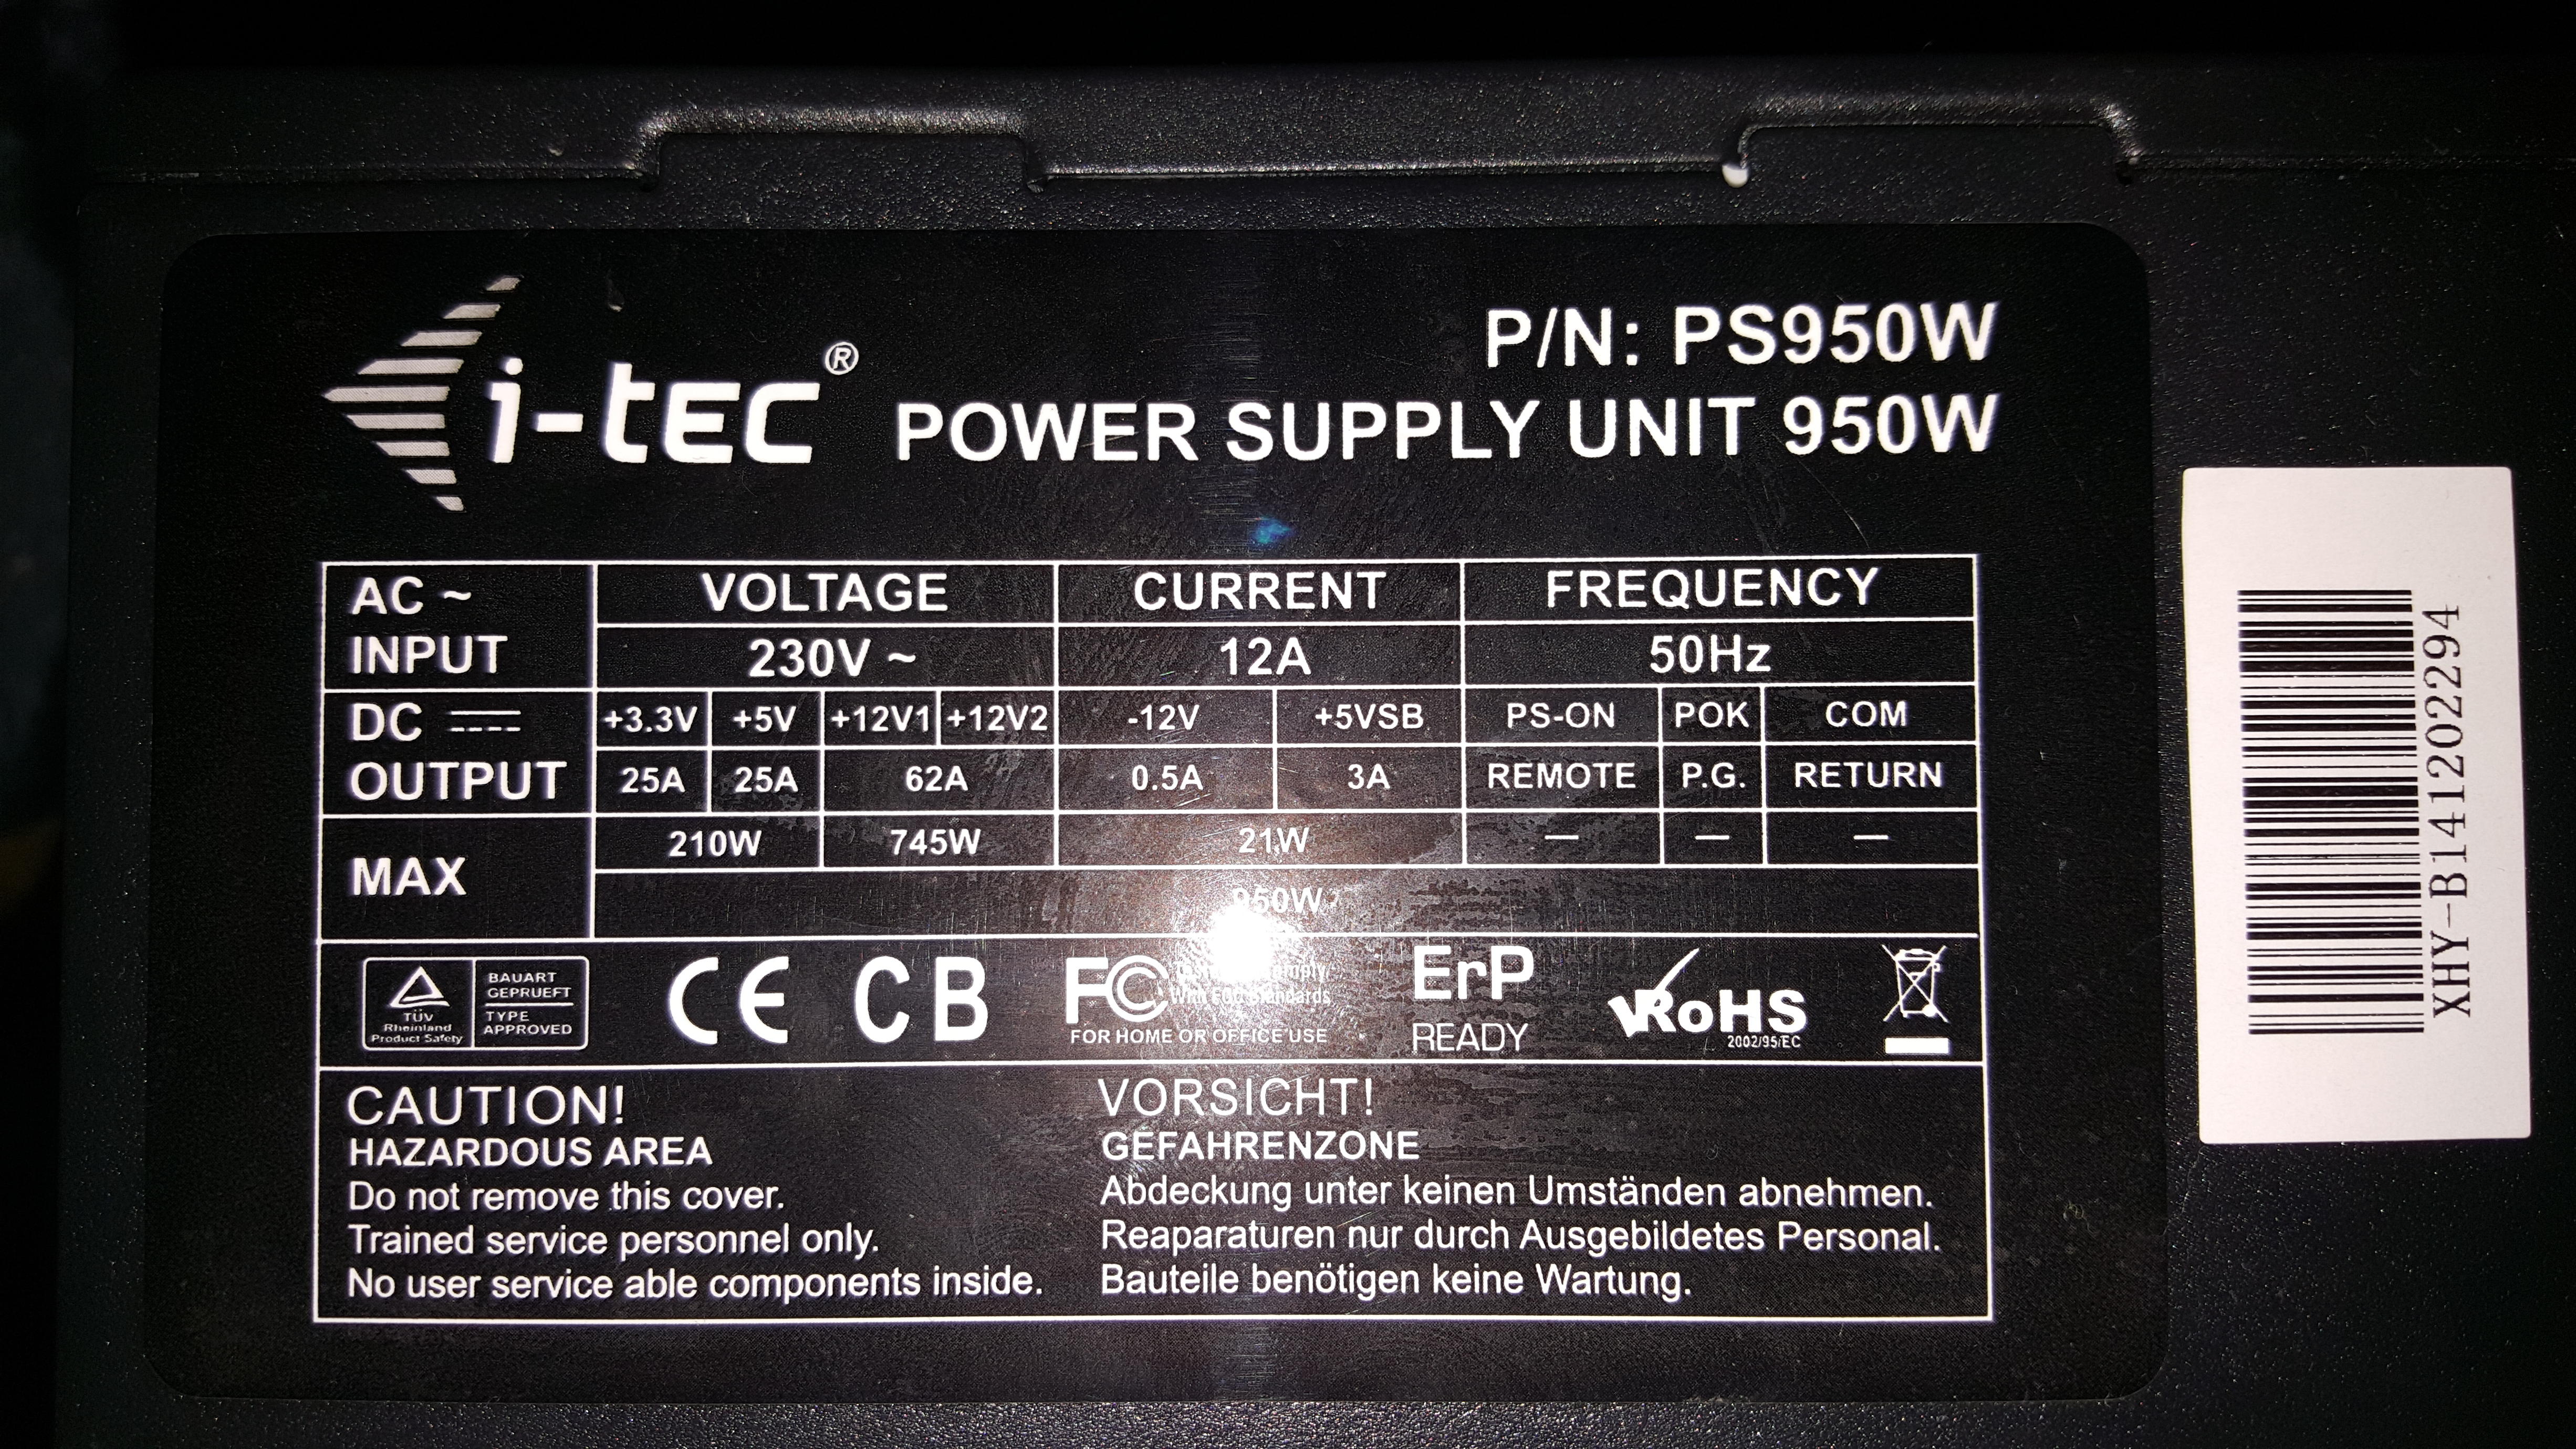 i-tec®
P/N: PS950W
POWER SUPPLY UNIT 950W
AC ~ INPUT VOLTAGE CURRENT FREQUENCY
230V ~ 12A 50Hz
DC OUTPUT +3.3V +5V +12V1 +12V2 -12V +5VSB PS-ON POK COM
25A 25A 62A 0.5A 3A REMOTE P.G. RETURN
MAX 210W 745W 21W — — —
950W
TÜV
Rheinland
Product Safety
BAUART
GEPRUEFT
TYPE
APPROVED
CE CB FC
With FCC Standards
FOR HOME OR OFFICE USE
ErP
READY
RoHS
2002/95/EC
CAUTION!
HAZARDOUS AREA
Do not remove this cover.
Trained service personnel only.
No user service able components inside.
VORSICHT!
GEFAHRENZONE
Abdeckung unter keinen Umständen abnehmen.
Reaparaturen nur durch Ausgebildetes Personal.
Bauteile benötigen keine Wartung.
XHY-B141202294